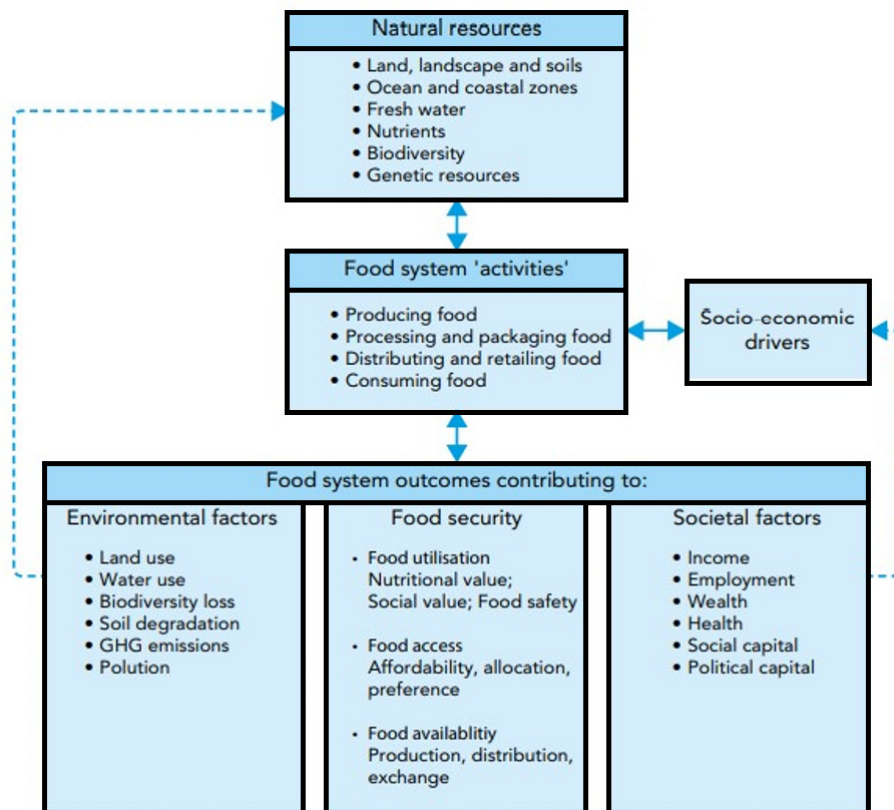 Natural resources
• Land, landscape and soils
• Ocean and coastal zones
• Fresh water
• Nutrients
• Biodiversity
• Genetic resources
Food system 'activities'
• Producing food
• Processing and packaging food
• Distributing and retailing food
• Consuming food
Socio-economic
drivers
Food system outcomes contributing to:
Environmental factors
• Land use
• Water use
• Biodiversity loss
• Soil degradation
• GHG emissions
• Polution
Food security
• Food utilisation
Nutritional value;
Social value; Food safety
• Food access
Affordability, allocation,
preference
• Food availablitiy
Production, distribution,
exchange
Societal factors
• Income
• Employment
• Wealth
• Health
• Social capital
• Political capital